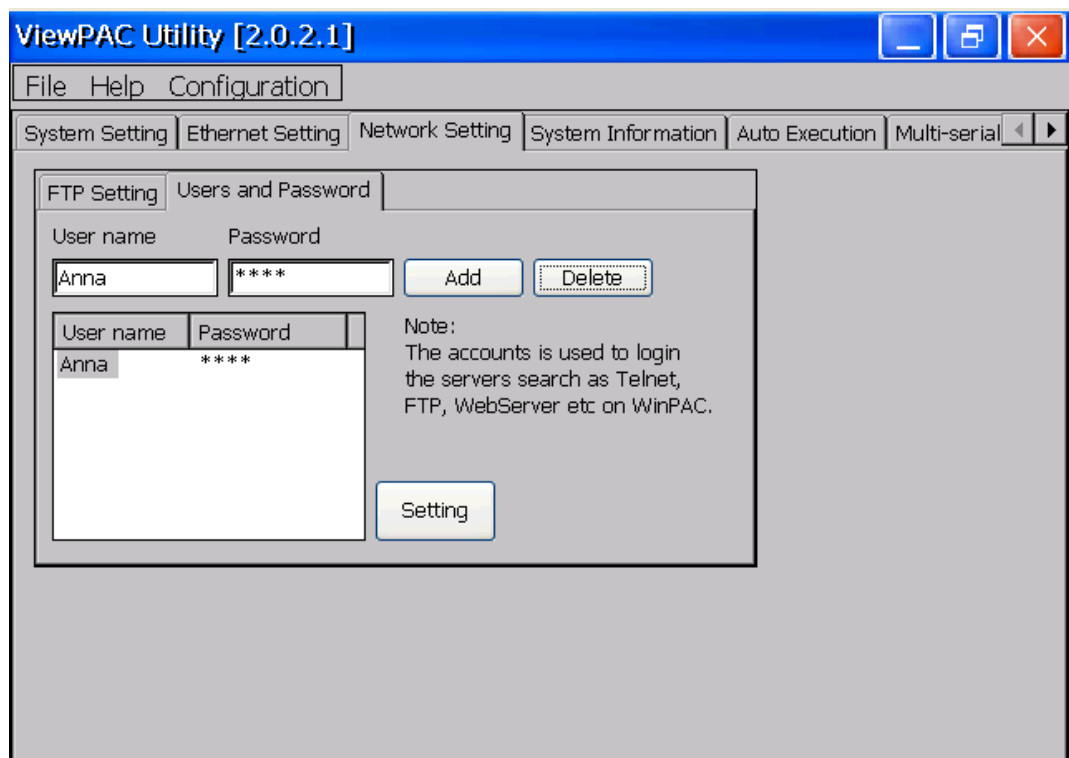 ViewPAC Utility [2.0.2.1]
File Help Configuration
System Setting Ethernet Setting Network Setting System Information Auto Execution Multi-serial
FTP Setting Users and Password
User name Password
Anna **** Add Delete
User name Password
Anna ****
Note:
The accounts is used to login
the servers search as Telnet,
FTP, WebServer etc on WinPAC.
Setting